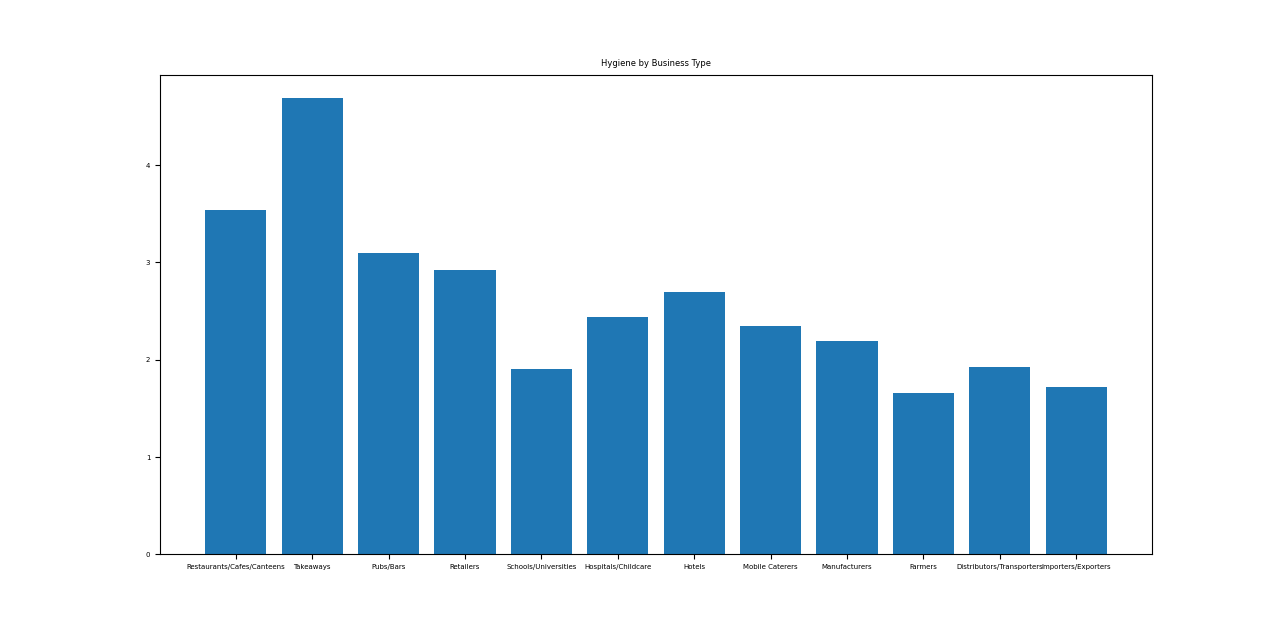 Hygiene by Business Type
4
3
2
1
0
Restaurants/Cafes/Canteens Takeaways Pubs/Bars Retailers Schools/Universities Hospitals/Childcare Hotels Mobile Caterers Manufacturers Farmers Distributors/Transporters Importers/Exporters